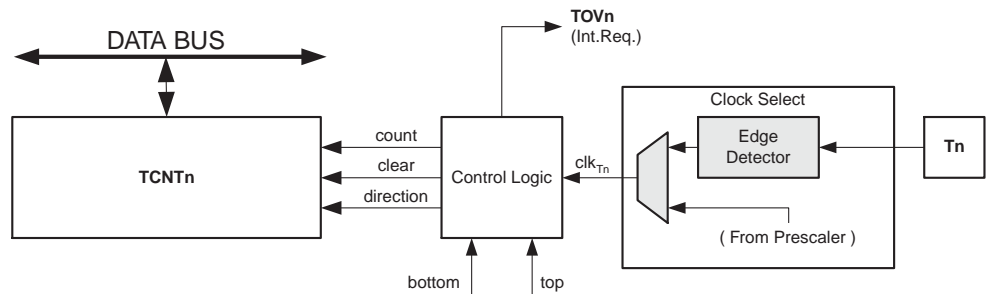 TOVn
(Int.Req.)
DATA BUS
Clock Select
count
Edge
Detector
Tn
TCNTn
clear
Control Logic
clkTn
direction
( From Prescaler )
bottom
top